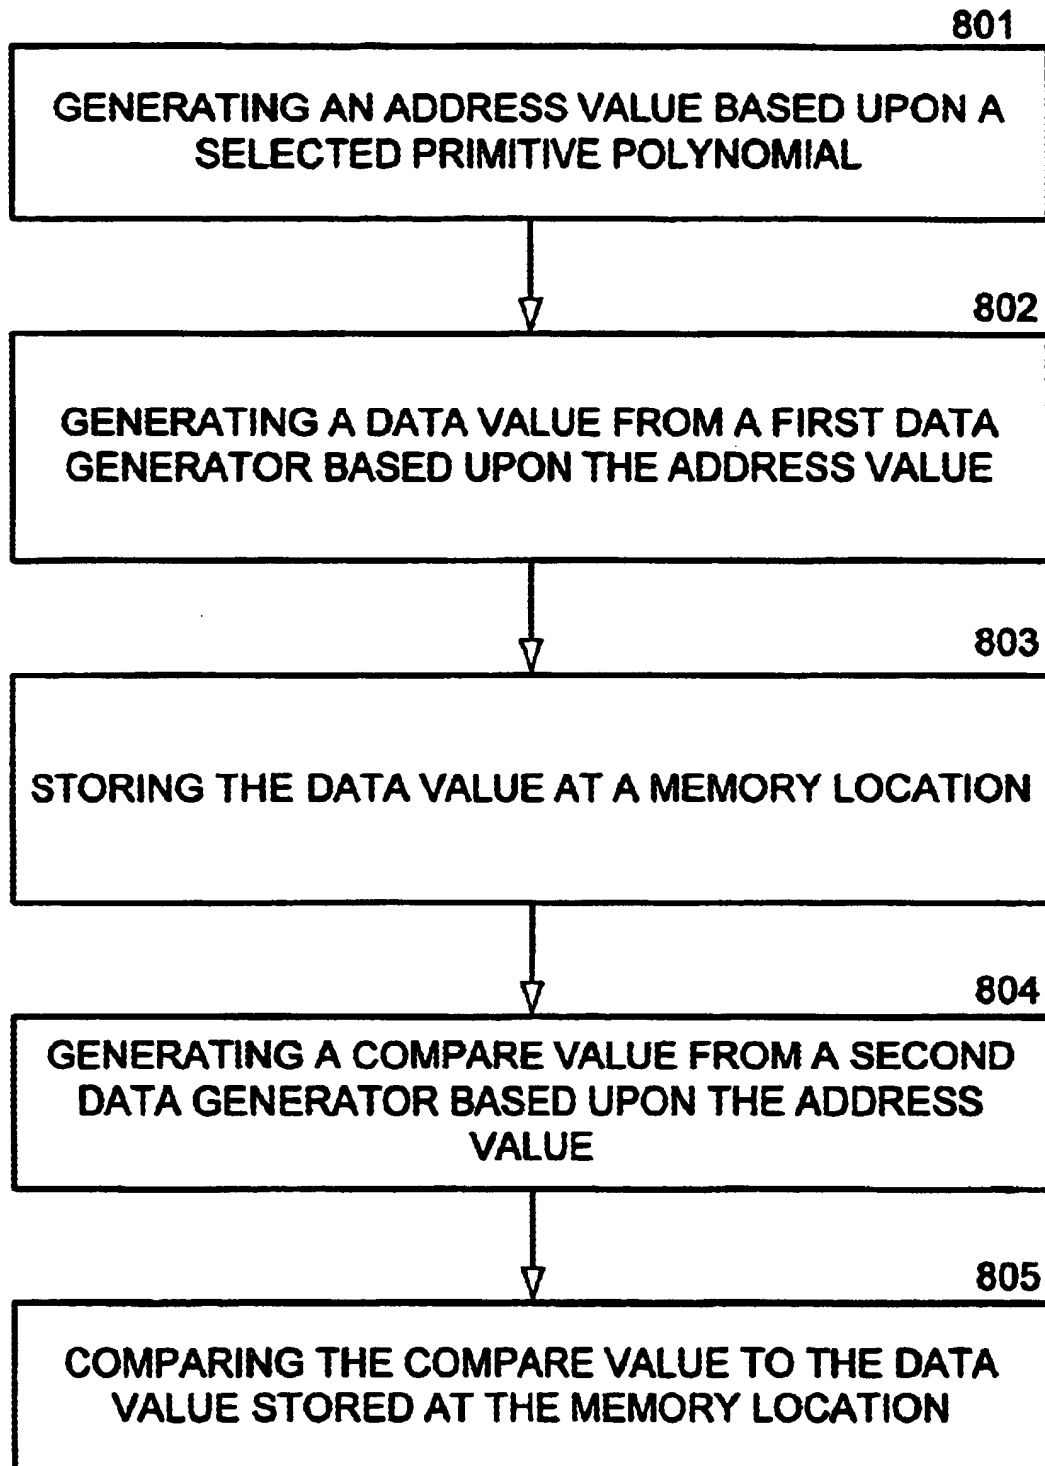 801
GENERATING AN ADDRESS VALUE BASED UPON A
SELECTED PRIMITIVE POLYNOMIAL
802
GENERATING A DATA VALUE FROM A FIRST DATA
GENERATOR BASED UPON THE ADDRESS VALUE
803
STORING THE DATA VALUE AT A MEMORY LOCATION
804
GENERATING A COMPARE VALUE FROM A SECOND
DATA GENERATOR BASED UPON THE ADDRESS
VALUE
805
COMPARING THE COMPARE VALUE TO THE DATA
VALUE STORED AT THE MEMORY LOCATION